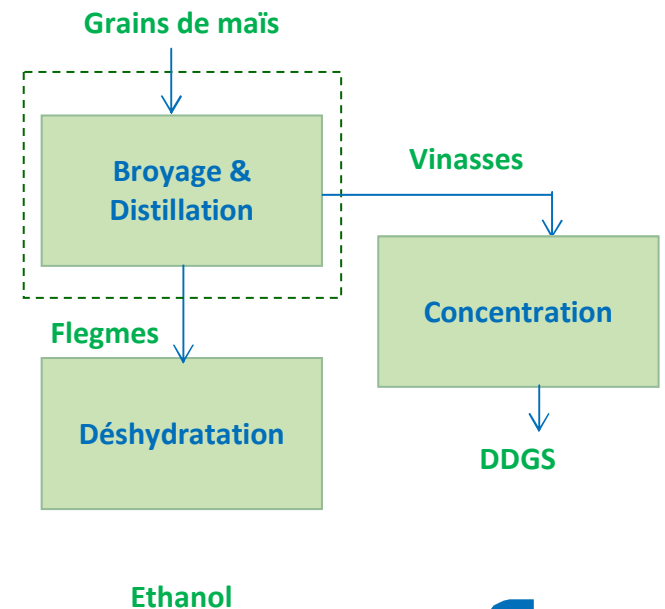 Grains de maïs
Broyage &
Distillation
Vinasses
Concentration
Flegmes
Déshydratation
DDGS
Ethanol